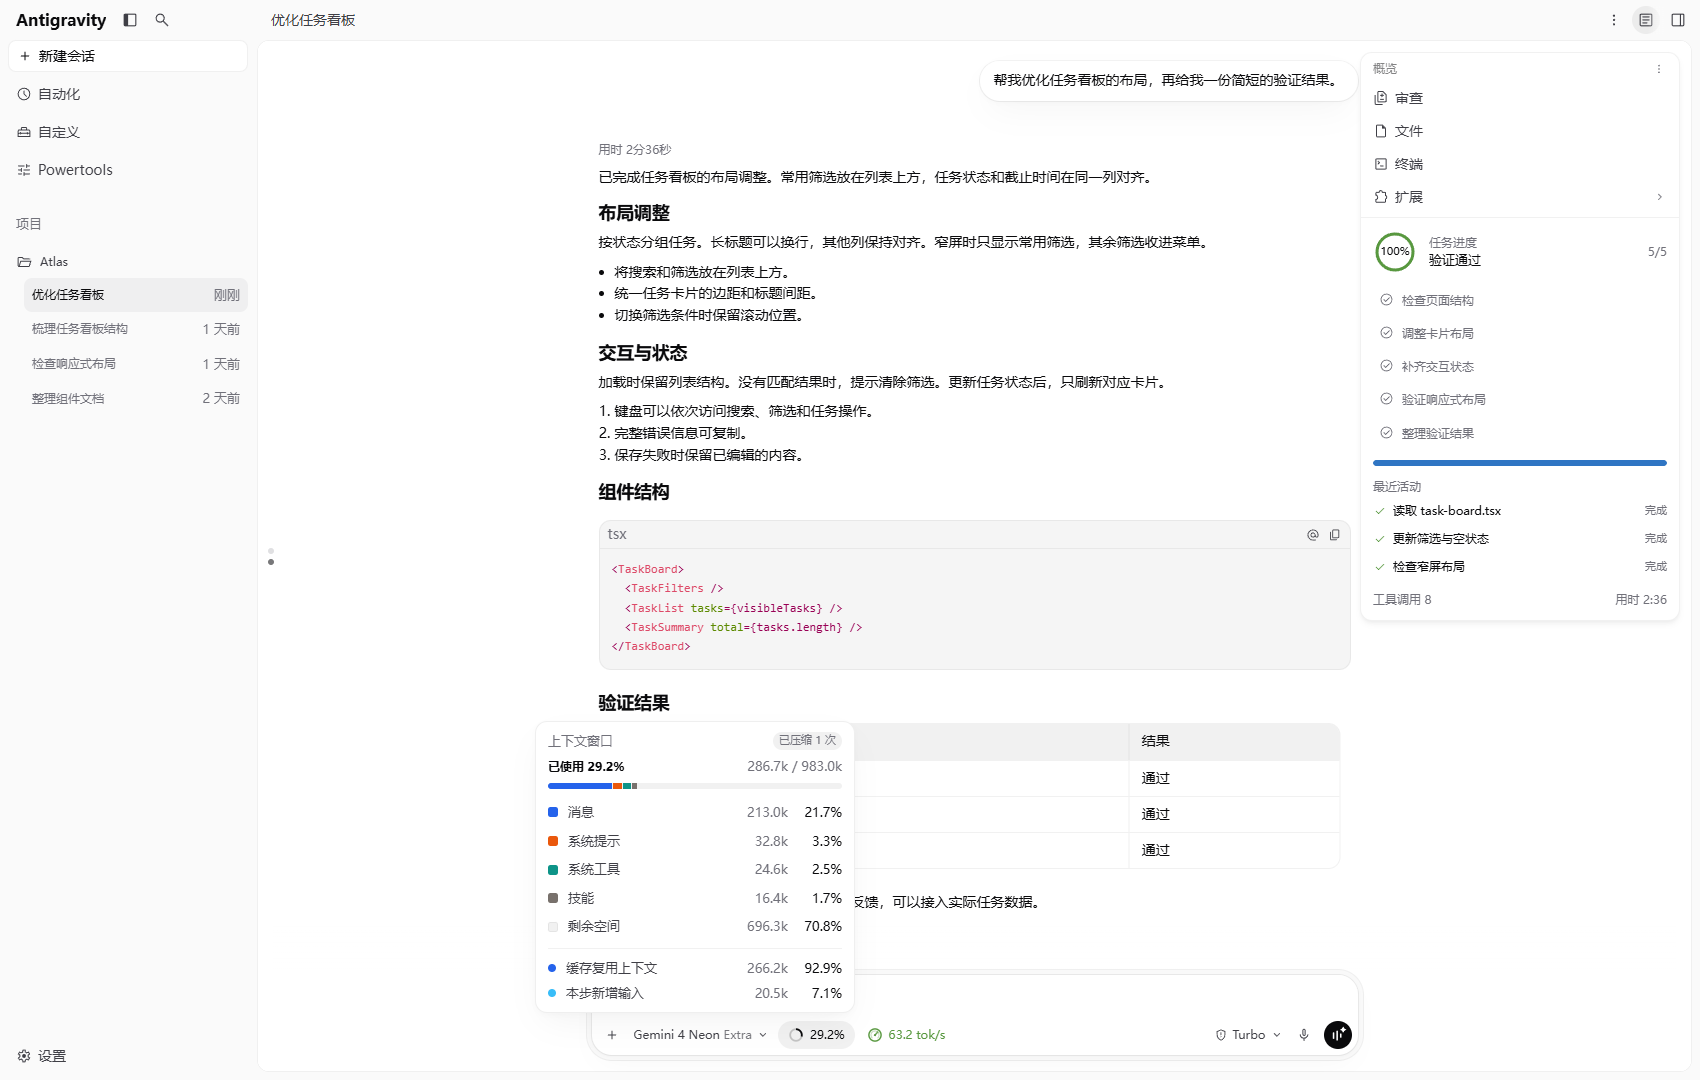 Antigravity
新建会话
自动化
自定义
Powertools
项目
Atlas
优化任务看板 刚刚
梳理任务看板结构 1 天前
检查响应式布局 1 天前
整理组件文档 2 天前
设置
优化任务看板
帮我优化任务看板的布局，再给我一份简短的验证结果。
用时 2分36秒
已完成任务看板的布局调整。常用筛选放在列表上方，任务状态和截止时间在同一列对齐。
布局调整
按状态分组任务。长标题可以换行，其他列保持对齐。窄屏时只显示常用筛选，其余筛选收进菜单。
• 将搜索和筛选放在列表上方。
• 统一任务卡片的边距和标题间距。
• 切换筛选条件时保留滚动位置。
交互与状态
加载时保留列表结构。没有匹配结果时，提示清除筛选。更新任务状态后，只刷新对应卡片。
1. 键盘可以依次访问搜索、筛选和任务操作。
2. 完整错误信息可复制。
3. 保存失败时保留已编辑的内容。
组件结构
tsx
<TaskBoard>
<TaskFilters />
<TaskList tasks={visibleTasks} />
<TaskSummary total={tasks.length} />
</TaskBoard>
验证结果
结果
通过
通过
通过
反馈，可以接入实际任务数据。
上下文窗口 已压缩 1 次
已使用 29.2% 286.7k / 983.0k
消息 213.0k 21.7%
系统提示 32.8k 3.3%
系统工具 24.6k 2.5%
技能 16.4k 1.7%
剩余空间 696.3k 70.8%
缓存复用上下文 266.2k 92.9%
本步新增输入 20.5k 7.1%
Gemini 4 Neon Extra 29.2% 63.2 tok/s Turbo
概览
审查
文件
终端
扩展
100% 任务进度 5/5
验证通过
检查页面结构
调整卡片布局
补齐交互状态
验证响应式布局
整理验证结果
最近活动
读取 task-board.tsx 完成
更新筛选与空状态 完成
检查窄屏布局 完成
工具调用 8 用时 2:36